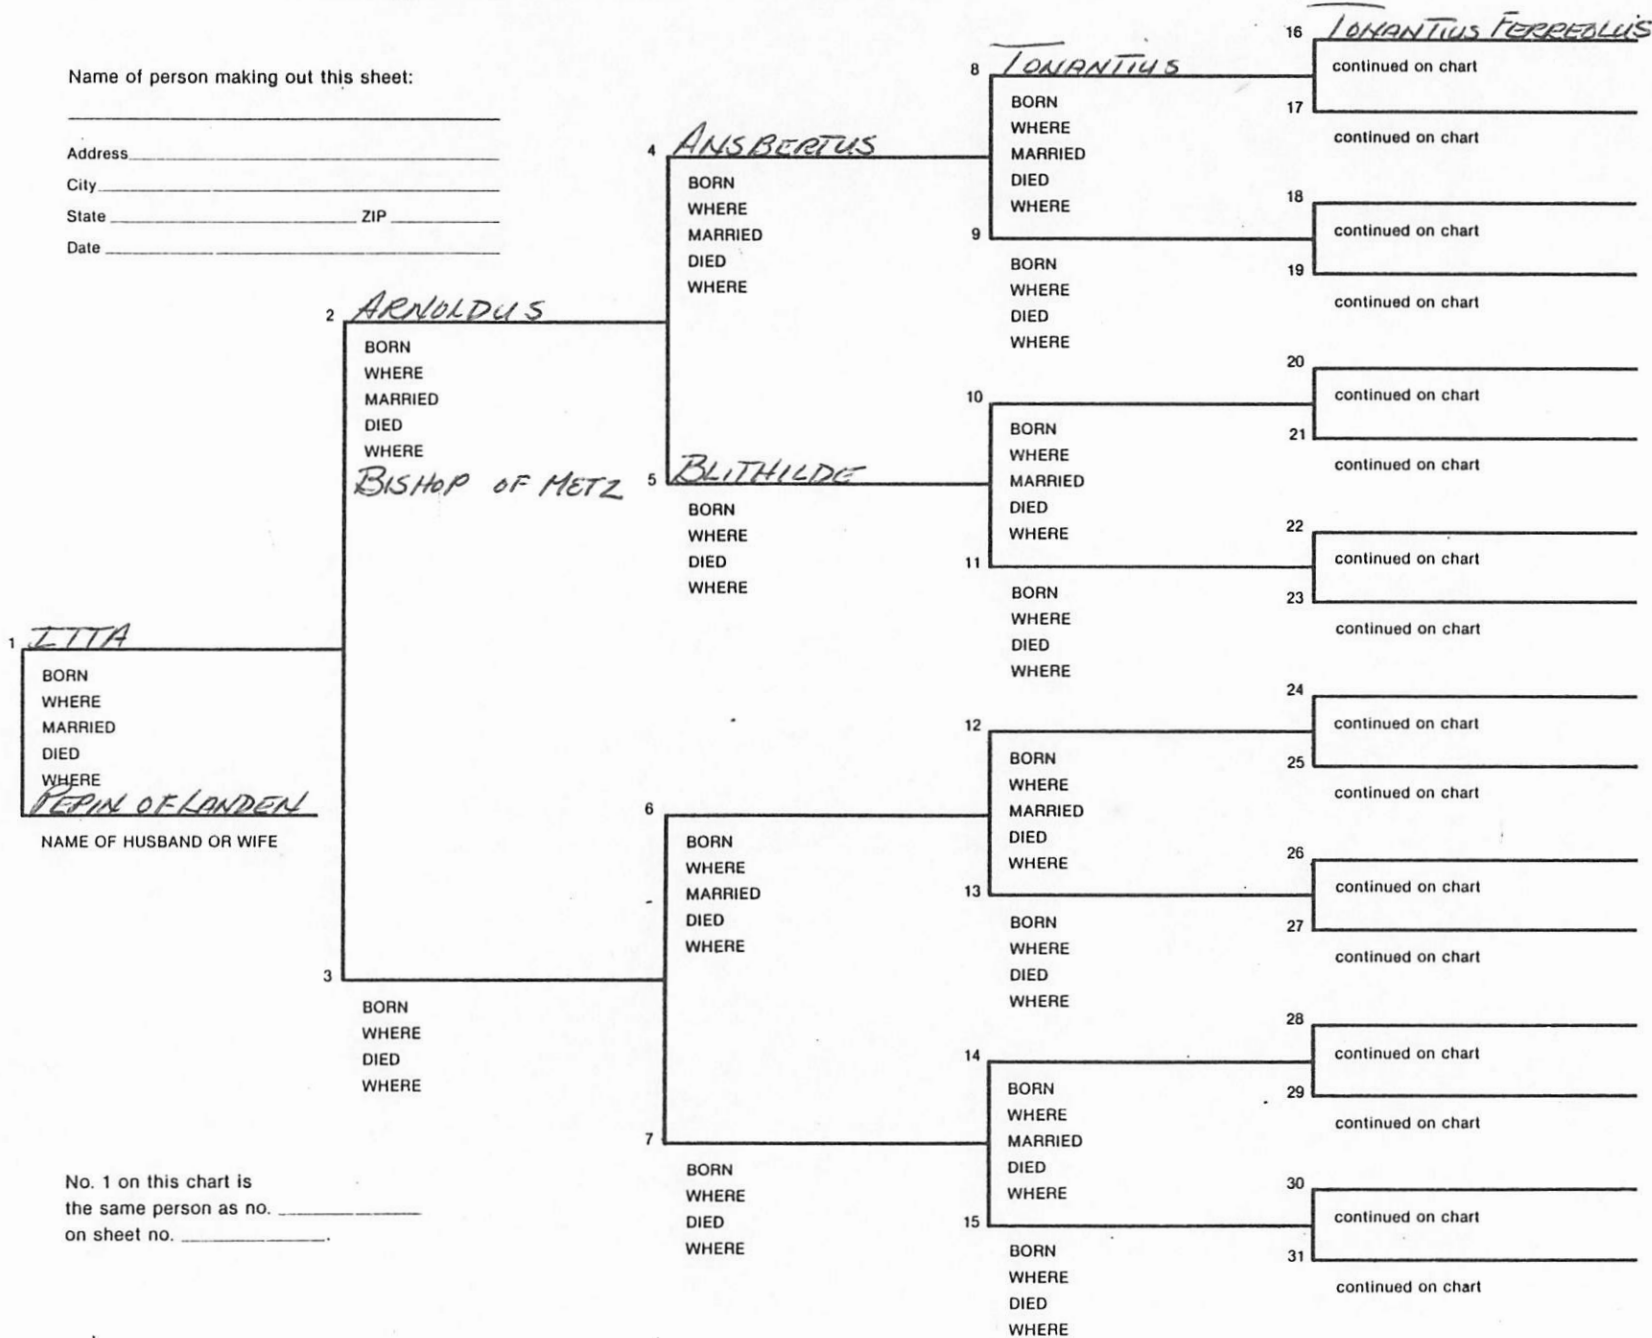 Name of person making out this sheet:
Address
City
State ZIP
Date
1 ITTA
BORN
WHERE
MARRIED
DIED
WHERE
PEPIN OF LANDEN
NAME OF HUSBAND OR WIFE
No. 1 on this chart is
the same person as no.
on sheet no. .
2 ARNOLDUS
BORN
WHERE
MARRIED
DIED
WHERE
BISHOP OF METZ
3
BORN
WHERE
DIED
WHERE
4 ANSBERTUS
BORN
WHERE
MARRIED
DIED
WHERE
5 BLITHILDE
BORN
WHERE
DIED
WHERE
6
BORN
WHERE
MARRIED
DIED
WHERE
7
BORN
WHERE
DIED
WHERE
8 TONANTIUS
BORN
WHERE
MARRIED
DIED
WHERE
9
BORN
WHERE
DIED
WHERE
10
BORN
WHERE
MARRIED
DIED
WHERE
11
BORN
WHERE
DIED
WHERE
12
BORN
WHERE
MARRIED
DIED
WHERE
13
BORN
WHERE
DIED
WHERE
14
BORN
WHERE
MARRIED
DIED
WHERE
15
BORN
WHERE
DIED
WHERE
16 TONANTIUS FERREOLUS
continued on chart
17
continued on chart
18
continued on chart
19
continued on chart
20
continued on chart
21
continued on chart
22
continued on chart
23
continued on chart
24
continued on chart
25
continued on chart
26
continued on chart
27
continued on chart
28
continued on chart
29
continued on chart
30
continued on chart
31
continued on chart